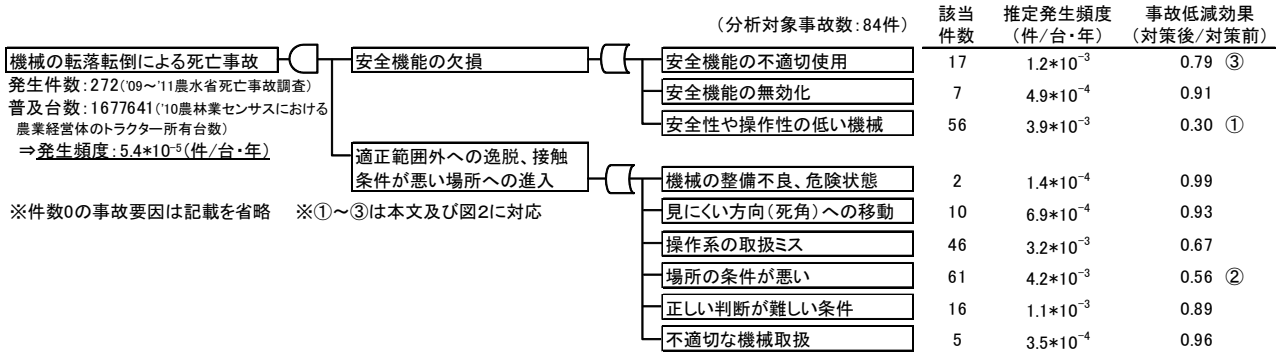 （分析対象事故数：84件）
該当件数
推定発生頻度（件/台・年）
事故低減効果（対策後/対策前）
機械の転落転倒による死亡事故
発生件数：272（'09～'11農水省死亡事故調査）
普及台数：1677641（'10農林業センサスにおける
農業経営体のトラクター所有台数）
⇒発生頻度：5.4*10⁻⁵(件/台・年)
※件数0の事故要因は記載を省略　※①～③は本文及び図2に対応
安全機能の欠損
安全機能の不適切使用 17 1.2*10⁻³ 0.79 ③
安全機能の無効化 7 4.9*10⁻⁴ 0.91
安全性や操作性の低い機械 56 3.9*10⁻³ 0.30 ①
適正範囲外への逸脱、接触
条件が悪い場所への進入
機械の整備不良、危険状態 2 1.4*10⁻⁴ 0.99
見にくい方向（死角）への移動 10 6.9*10⁻⁴ 0.93
操作系の取扱ミス 46 3.2*10⁻³ 0.67
場所の条件が悪い 61 4.2*10⁻³ 0.56 ②
正しい判断が難しい条件 16 1.1*10⁻³ 0.89
不適切な機械取扱 5 3.5*10⁻⁴ 0.96